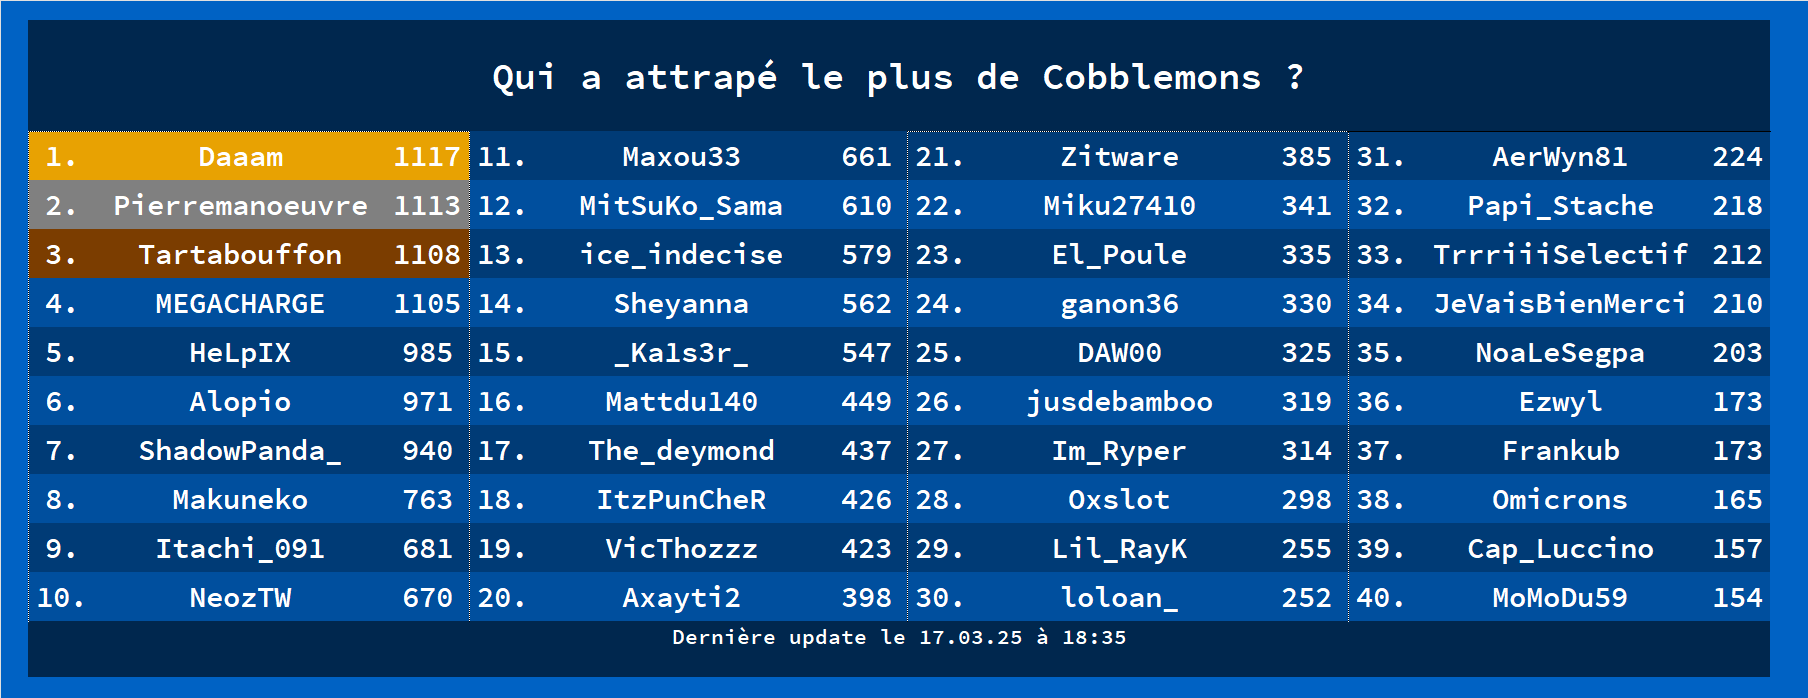 Qui a attrapé le plus de Cobblemons ?
1. Daaam 1117 11. Maxou33 661 21. Zitware 385 31. AerWyn81 224
2. Pierremanoeuvre 1113 12. MitSuKo_Sama 610 22. Miku27410 341 32. Papi_Stache 218
3. Tartabouffon 1108 13. ice_indecise 579 23. El_Poule 335 33. TrrriiiSelectif 212
4. MEGACHARGE 1105 14. Sheyanna 562 24. ganon36 330 34. JeVaisBienMerci 210
5. HeLpIX 985 15. _Ka1s3r_ 547 25. DAW00 325 35. NoaLeSegpa 203
6. Alopio 971 16. Mattdu140 449 26. jusdebamboo 319 36. Ezwyl 173
7. ShadowPanda_ 940 17. The_deymond 437 27. Im_Ryper 314 37. Frankub 173
8. Makuneko 763 18. ItzPunCheR 426 28. Oxslot 298 38. Omicrons 165
9. Itachi_091 681 19. VicThozzz 423 29. Lil_RayK 255 39. Cap_Luccino 157
10. NeozTW 670 20. Axayti2 398 30. loloan_ 252 40. MoMoDu59 154
Dernière update le 17.03.25 à 18:35